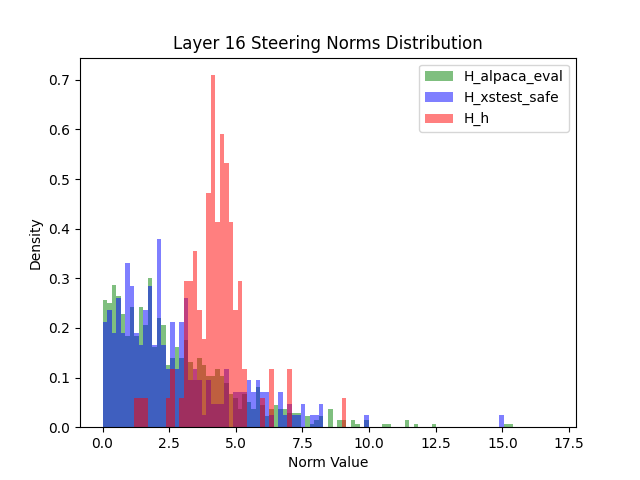 Layer 16 Steering Norms Distribution
H_alpaca_eval
H_xstest_safe
H_h
Density
0.7
0.6
0.5
0.4
0.3
0.2
0.1
0.0
0.0 2.5 5.0 7.5 10.0 12.5 15.0 17.5
Norm Value